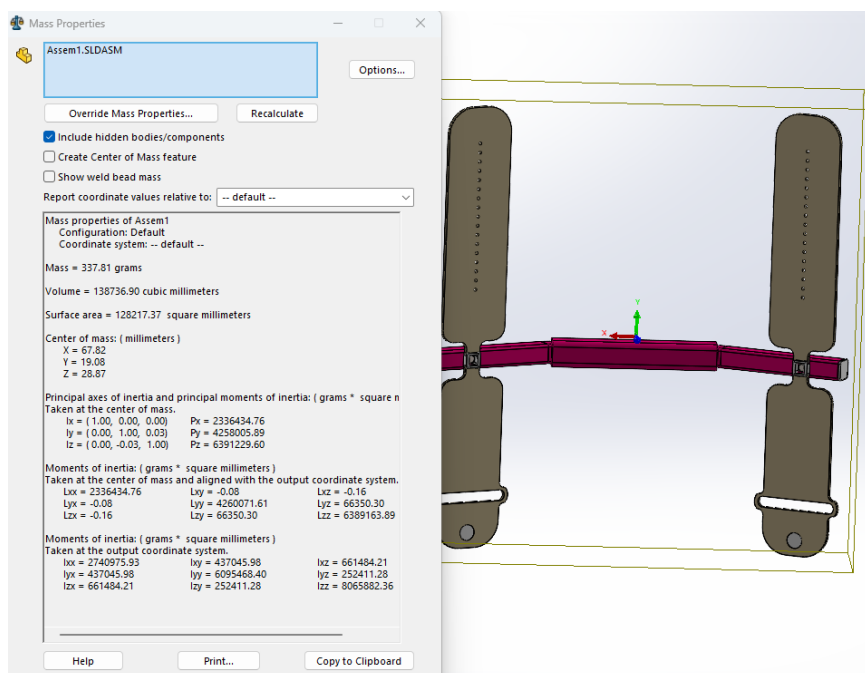 Mass Properties
Assem1.SLDASM
Options...
Override Mass Properties...
Recalculate
Include hidden bodies/components
Create Center of Mass feature
Show weld bead mass
Report coordinate values relative to: -- default --
Mass properties of Assem1
Configuration: Default
Coordinate system: -- default --
Mass = 337.81 grams
Volume = 138736.90 cubic millimeters
Surface area = 128217.37 square millimeters
Center of mass: ( millimeters )
X = 67.82
Y = 19.08
Z = 28.87
Principal axes of inertia and principal moments of inertia: ( grams * square m
Taken at the center of mass.
Ix = ( 1.00, 0.00, 0.00) Px = 2336434.76
Iy = ( 0.00, 1.00, 0.03) Py = 4258005.89
Iz = ( 0.00, -0.03, 1.00) Pz = 6391229.60
Moments of inertia: ( grams * square millimeters )
Taken at the center of mass and aligned with the output coordinate system.
Lxx = 2336434.76 Lxy = -0.08 Lxz = -0.16
Lyx = -0.08 Lyy = 4260071.61 Lyz = 66350.30
Lzx = -0.16 Lzy = 66350.30 Lzz = 6389163.89
Moments of inertia: ( grams * square millimeters )
Taken at the output coordinate system.
Ixx = 2740975.93 Ixy = 437045.98 Ixz = 661484.21
Iyx = 437045.98 Iyy = 6095468.40 Iyz = 252411.28
Izx = 661484.21 Izy = 252411.28 Izz = 8065882.36
Help
Print...
Copy to Clipboard
Y
X